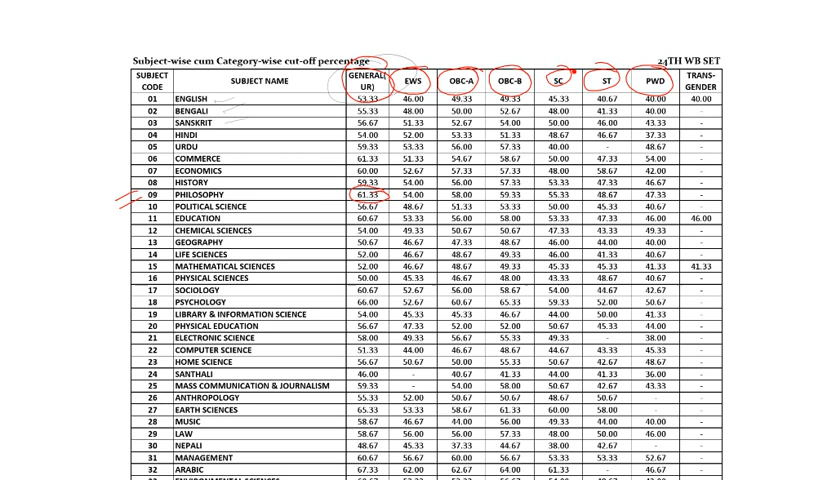 Subject-wise cum Category-wise cut-off percentage 24TH WB SET
SUBJECT CODE SUBJECT NAME GENERAL( UR) EWS OBC-A OBC-B SC ST PWD TRANS-GENDER
01 ENGLISH 53.33 46.00 49.33 49.33 45.33 40.67 40.00 40.00
02 BENGALI 55.33 48.00 50.00 52.67 48.00 41.33 40.00 -
03 SANSKRIT 56.67 51.33 52.67 54.00 50.00 46.00 43.33 -
04 HINDI 54.00 52.00 53.33 51.33 48.67 46.67 37.33 -
05 URDU 59.33 53.33 56.00 57.33 40.00 - 48.67 -
06 COMMERCE 61.33 51.33 54.67 58.67 50.00 47.33 54.00 -
07 ECONOMICS 60.00 52.67 57.33 57.33 48.00 58.67 42.00 -
08 HISTORY 59.33 54.00 56.00 57.33 53.33 47.33 46.67 -
09 PHILOSOPHY 61.33 54.00 58.00 59.33 55.33 48.67 47.33 -
10 POLITICAL SCIENCE 56.67 48.67 51.33 53.33 50.00 45.33 40.67 -
11 EDUCATION 60.67 53.33 56.00 58.00 53.33 47.33 46.00 46.00
12 CHEMICAL SCIENCES 54.00 49.33 50.67 50.67 47.33 43.33 49.33 -
13 GEOGRAPHY 50.67 46.67 47.33 48.67 46.00 44.00 40.00 -
14 LIFE SCIENCES 52.00 46.67 48.67 49.33 46.00 41.33 40.67 -
15 MATHEMATICAL SCIENCES 52.00 46.67 48.67 49.33 45.33 45.33 41.33 41.33
16 PHYSICAL SCIENCES 50.00 45.33 46.67 48.00 43.33 48.67 40.67 -
17 SOCIOLOGY 60.67 52.67 56.00 58.67 54.00 44.67 42.67 -
18 PSYCHOLOGY 66.00 52.67 60.67 65.33 59.33 52.00 50.67 -
19 LIBRARY & INFORMATION SCIENCE 54.00 45.33 45.33 46.67 44.00 50.00 41.33 -
20 PHYSICAL EDUCATION 56.67 47.33 52.00 52.00 50.67 45.33 44.00 -
21 ELECTRONIC SCIENCE 58.00 49.33 56.67 55.33 49.33 - 38.00 -
22 COMPUTER SCIENCE 51.33 44.00 46.67 48.67 44.67 43.33 45.33 -
23 HOME SCIENCE 56.67 50.67 50.00 55.33 50.67 42.67 48.67 -
24 SANTHALI 46.00 - 40.67 41.33 44.00 41.33 36.00 -
25 MASS COMMUNICATION & JOURNALISM 59.33 - 54.00 58.00 50.67 42.67 43.33 -
26 ANTHROPOLOGY 55.33 52.00 50.67 50.67 48.67 50.67 - -
27 EARTH SCIENCES 65.33 53.33 58.67 61.33 60.00 58.00 - -
28 MUSIC 58.67 46.67 44.00 56.00 49.33 44.00 40.00 -
29 LAW 58.67 56.00 56.00 57.33 48.00 50.00 46.00 -
30 NEPALI 48.67 45.33 37.33 44.67 38.00 42.67 - -
31 MANAGEMENT 60.67 56.67 60.00 56.67 53.33 53.33 52.67 -
32 ARABIC 67.33 62.00 62.67 64.00 61.33 - 46.67 -